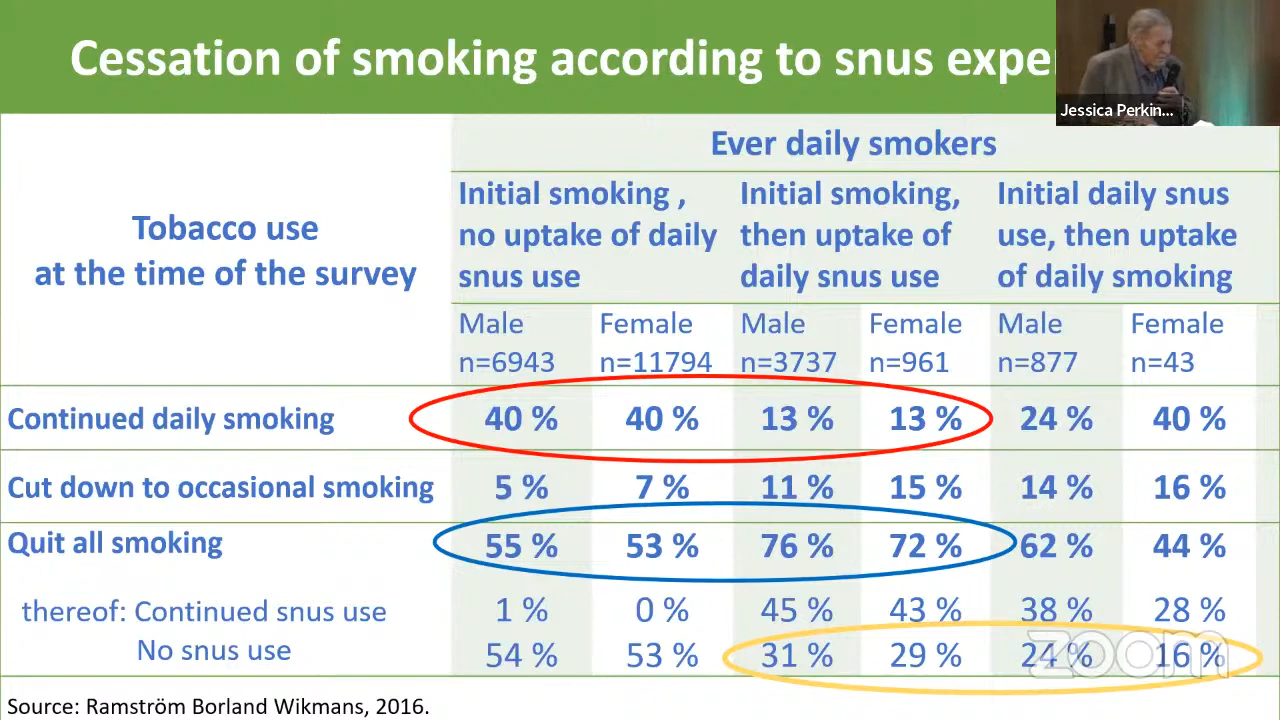 Cessation of smoking according to snus expe
Jessica Perkin...
Ever daily smokers
Tobacco use
at the time of the survey
Initial smoking ,
no uptake of daily
snus use
Initial smoking,
then uptake of
daily snus use
Initial daily snus
use, then uptake
of daily smoking
Male Female Male Female Male Female
n=6943 n=11794 n=3737 n=961 n=877 n=43
Continued daily smoking 40 % 40 % 13 % 13 % 24 % 40 %
Cut down to occasional smoking 5 % 7 % 11 % 15 % 14 % 16 %
Quit all smoking 55 % 53 % 76 % 72 % 62 % 44 %
thereof: Continued snus use 1 % 0 % 45 % 43 % 38 % 28 %
No snus use 54 % 53 % 31 % 29 % 24 % 16 %
zoom
Source: Ramström Borland Wikmans, 2016.